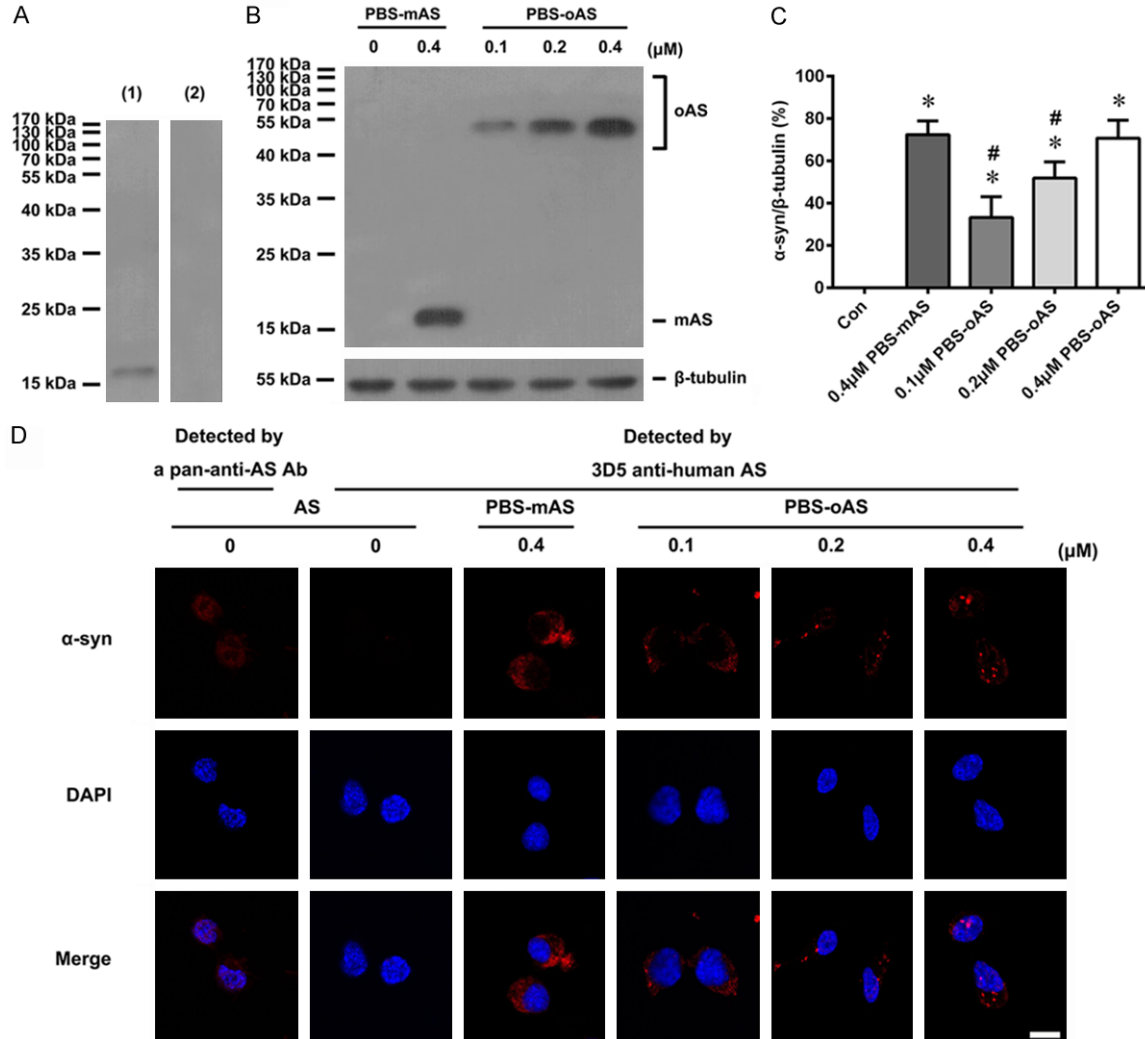 A
(1) (2)
170 kDa
130 kDa
100 kDa
70 kDa
55 kDa
40 kDa
35 kDa
25 kDa
15 kDa
B
PBS-mAS PBS-oAS
0 0.4 0.1 0.2 0.4 (μM)
170 kDa
130 kDa
100 kDa
70 kDa
55 kDa
40 kDa
35 kDa
25 kDa
15 kDa
55 kDa
oAS
mAS
β-tubulin
C
α-syn/β-tubulin (%)
100
80
60
40
20
0
* # * # * *
Con
0.4μM PBS-mAS
0.1μM PBS-oAS
0.2μM PBS-oAS
0.4μM PBS-oAS
D
Detected by Detected by
a pan-anti-AS Ab 3D5 anti-human AS
AS PBS-mAS PBS-oAS
0 0 0.4 0.1 0.2 0.4 (μM)
α-syn
DAPI
Merge